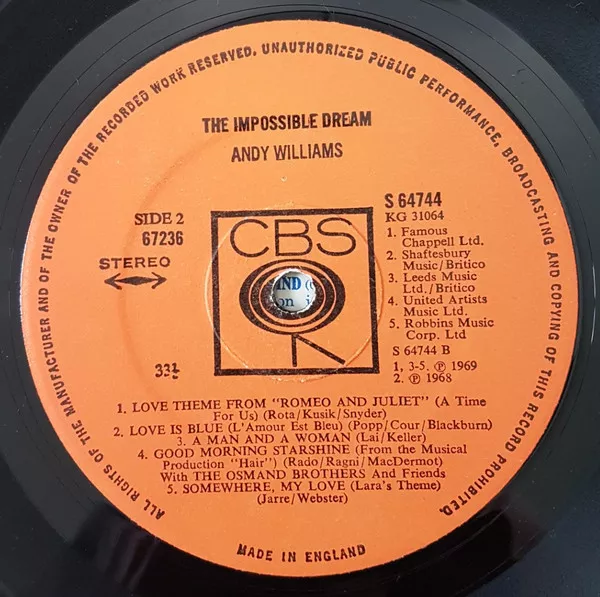 ALL RIGHTS OF THE MANUFACTURER AND OF THE OWNER OF THE RECORDED WORK RESERVED. UNAUTHORIZED PUBLIC PERFORMANCE, BROADCASTING AND COPYING OF THIS RECORD PROHIBITED.
THE IMPOSSIBLE DREAM
ANDY WILLIAMS
SIDE 2
67236
STEREO
33⅓
CBS
IND (
on i
S 64744
KG 31064
1. Famous
Chappell Ltd.
2. Shaftesbury
Music/Britico
3. Leeds Music
Ltd./Britico
4. United Artists
Music Ltd.
5. Robbins Music
Corp. Ltd
S 64744 B
1, 3-5. ℗ 1969
2. ℗ 1968
1. LOVE THEME FROM "ROMEO AND JULIET" (A Time
For Us) (Rota/Kusik/Snyder)
2. LOVE IS BLUE (L'Amour Est Bleu) (Popp/Cour/Blackburn)
3. A MAN AND A WOMAN (Lai/Keller)
4. GOOD MORNING STARSHINE (From the Musical
Production "Hair") (Rado/Ragni/MacDermot)
With THE OSMAND BROTHERS And Friends
5. SOMEWHERE, MY LOVE (Lara's Theme)
(Jarre/Webster)
MADE IN ENGLAND